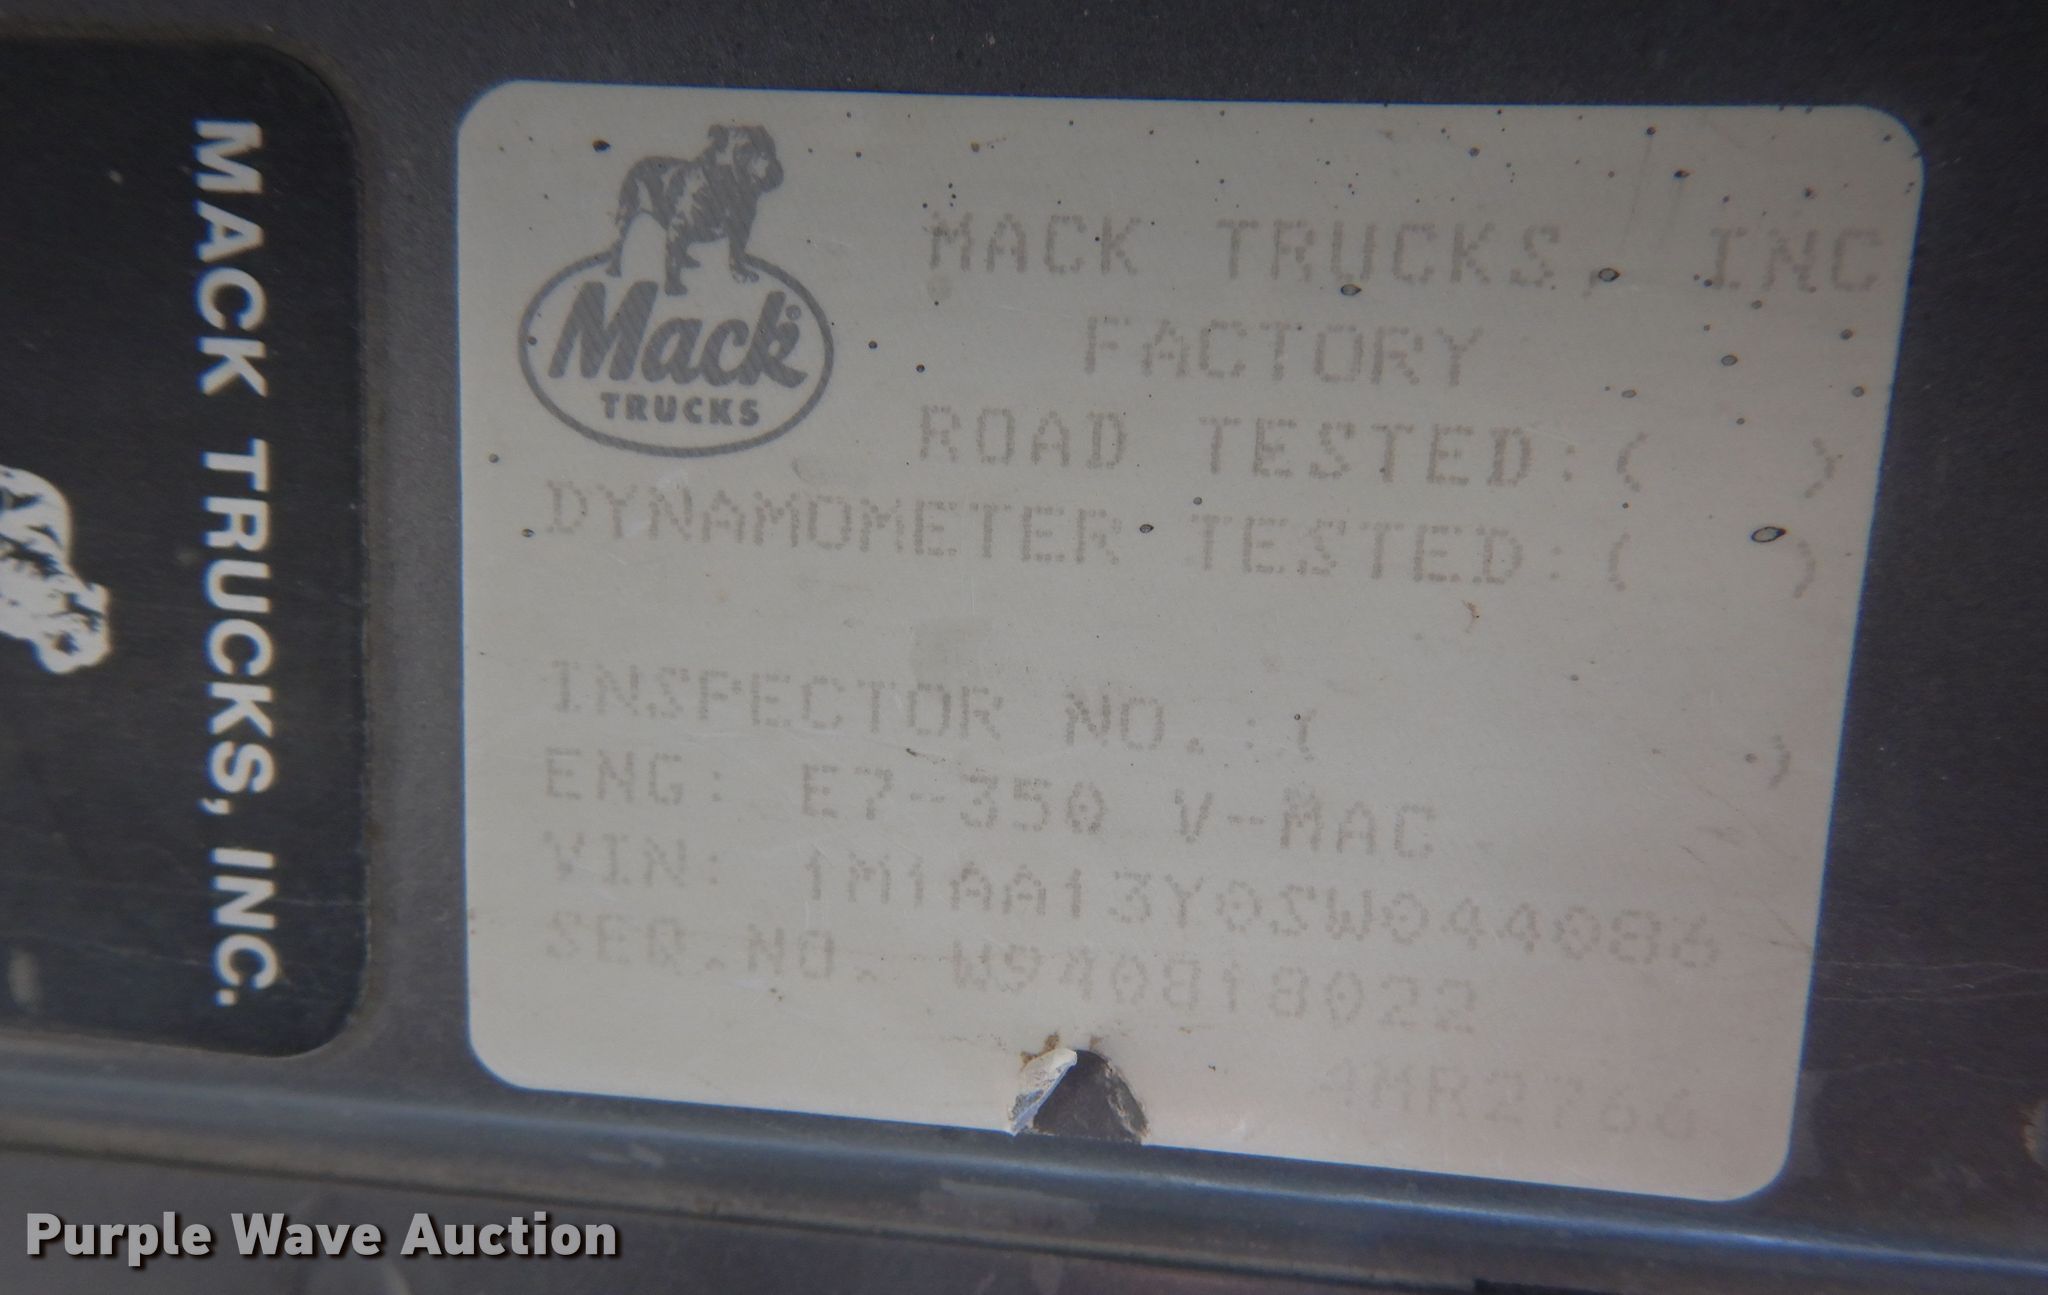 MACK TRUCKS, INC.
Mack
TRUCKS
MACK TRUCKS, INC
FACTORY
ROAD TESTED:( )
DYNAMOMETER TESTED:( )
INSPECTOR NO.:( )
ENG: E7-350 V-MAC
VIN: 1M1AA13Y0SW044086
SEQ.NO. W940818022
4MR2766
Purple Wave Auction